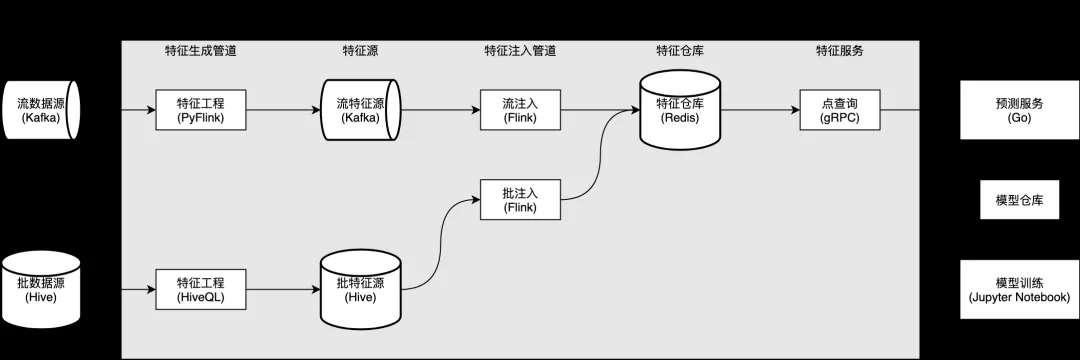 特征生成管道
特征源
特征注入管道
特征仓库
特征服务
流数据源
(Kafka)
特征工程
(PyFlink)
流特征源
(Kafka)
流注入
(Flink)
特征仓库
(Redis)
点查询
(gRPC)
预测服务
(Go)
批注入
(Flink)
模型仓库
批数据源
(Hive)
特征工程
(HiveQL)
批特征源
(Hive)
模型训练
(Jupyter Notebook)